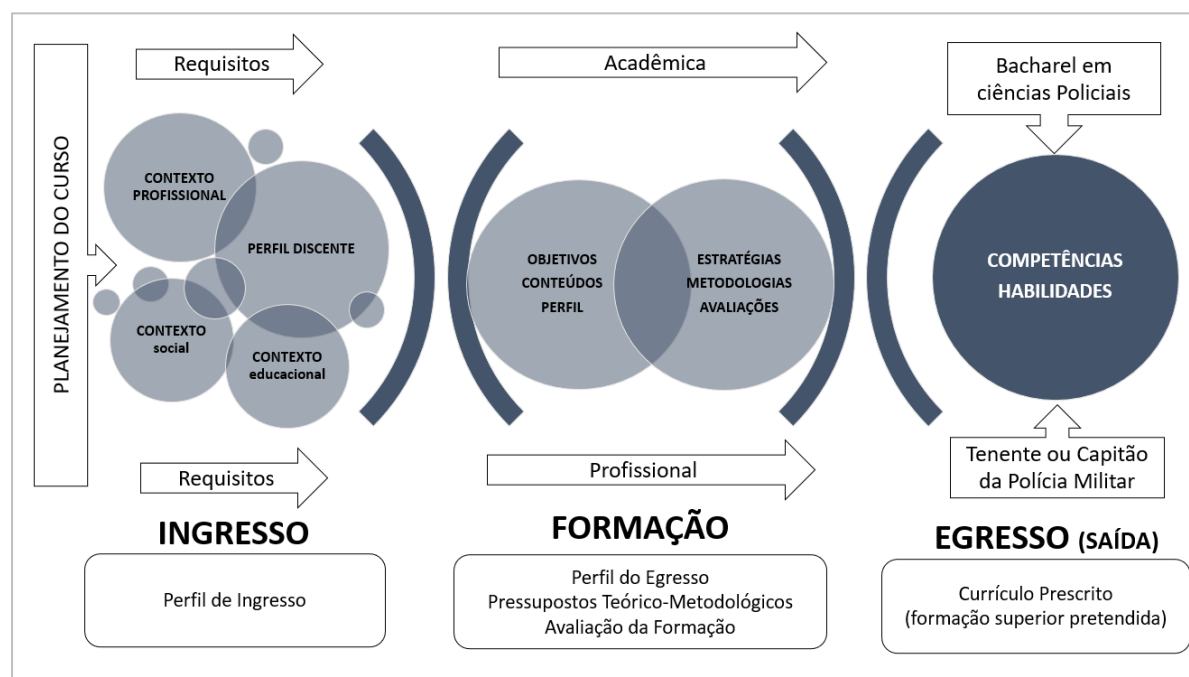 PLANEJAMENTO DO CURSO
Requisitos
CONTEXTO
PROFISSIONAL
PERFIL DISCENTE
CONTEXTO
social
CONTEXTO
educacional
Requisitos
INGRESSO
Perfil de Ingresso
Acadêmica
OBJETIVOS
CONTEÚDOS
PERFIL
ESTRATÉGIAS
METODOLOGIAS
AVALIAÇÕES
Profissional
FORMAÇÃO
Perfil do Egresso
Pressupostos Teórico-Metodológicos
Avaliação da Formação
Bacharel em
ciências Policiais
COMPETÊNCIAS
HABILIDADES
Tenente ou Capitão
da Polícia Militar
EGRESSO (SAÍDA)
Currículo Prescrito
(formação superior pretendida)